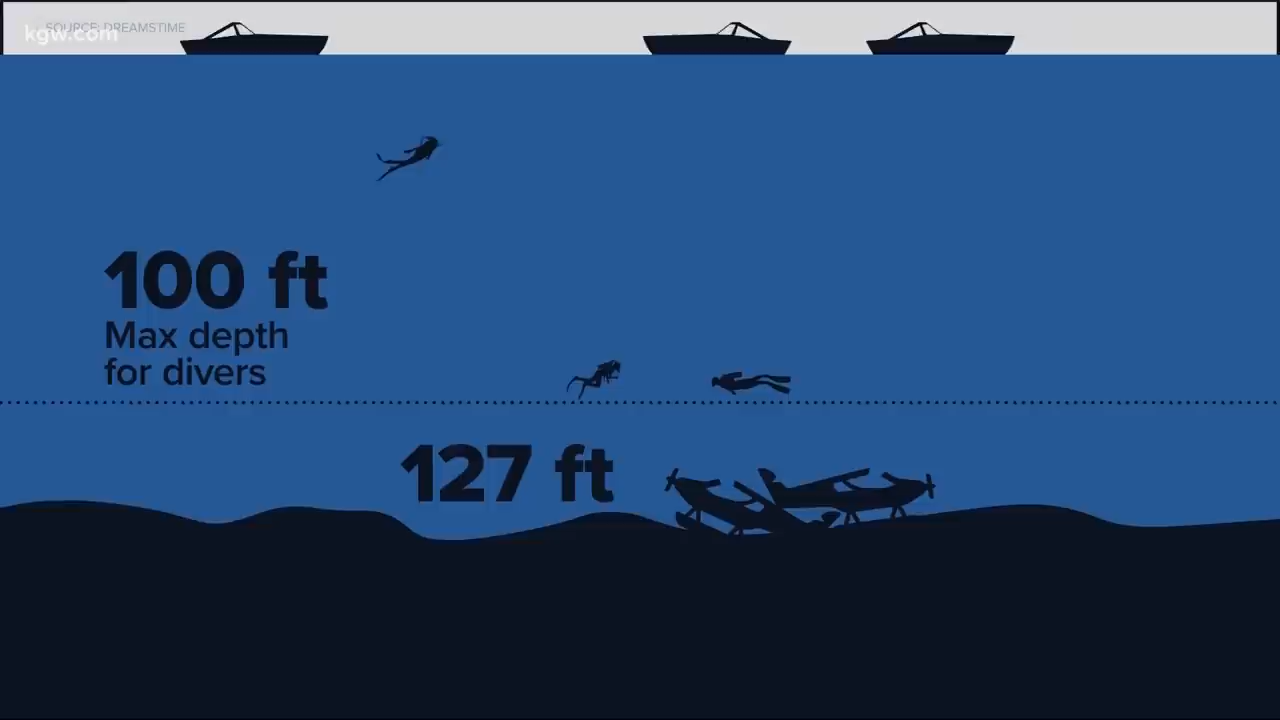 SOURCE: DREAMSTIME
kgw.com
100 ft
Max depth
for divers
127 ft